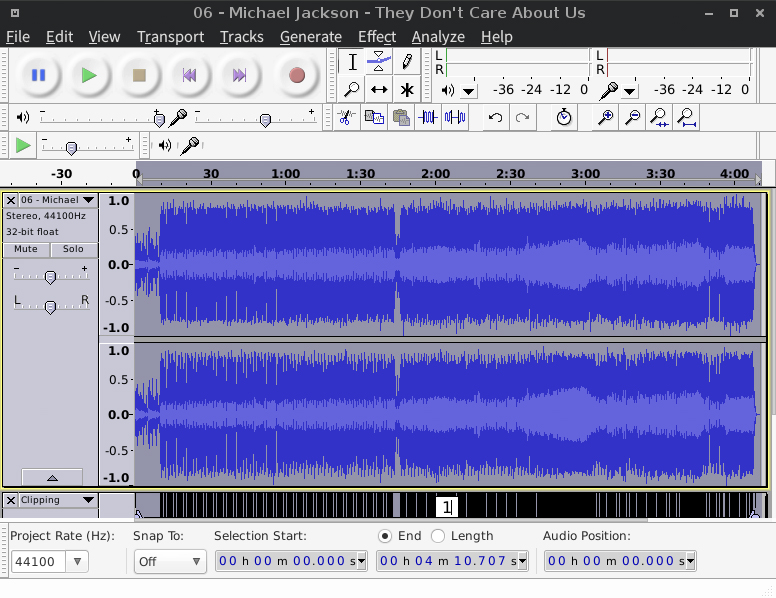 06 - Michael Jackson - They Don't Care About Us
File Edit View Transport Tracks Generate Effect Analyze Help
L
R
-36 -24 -12 0
L
R
-36 -24 -12 0
-30 0 30 1:00 1:30 2:00 2:30 3:00 3:30 4:00
06 - Michael
Stereo, 44100Hz
32-bit float
Mute Solo
- +
L R
1.0
0.5-
0.0-
-0.5-
-1.0
1.0
0.5-
0.0-
-0.5-
-1.0
Clipping
1
Project Rate (Hz): Snap To: Selection Start: End Length Audio Position:
44100 Off 00 h 00 m 00.000 s 00 h 04 m 10.707 s 00 h 00 m 00.000 s